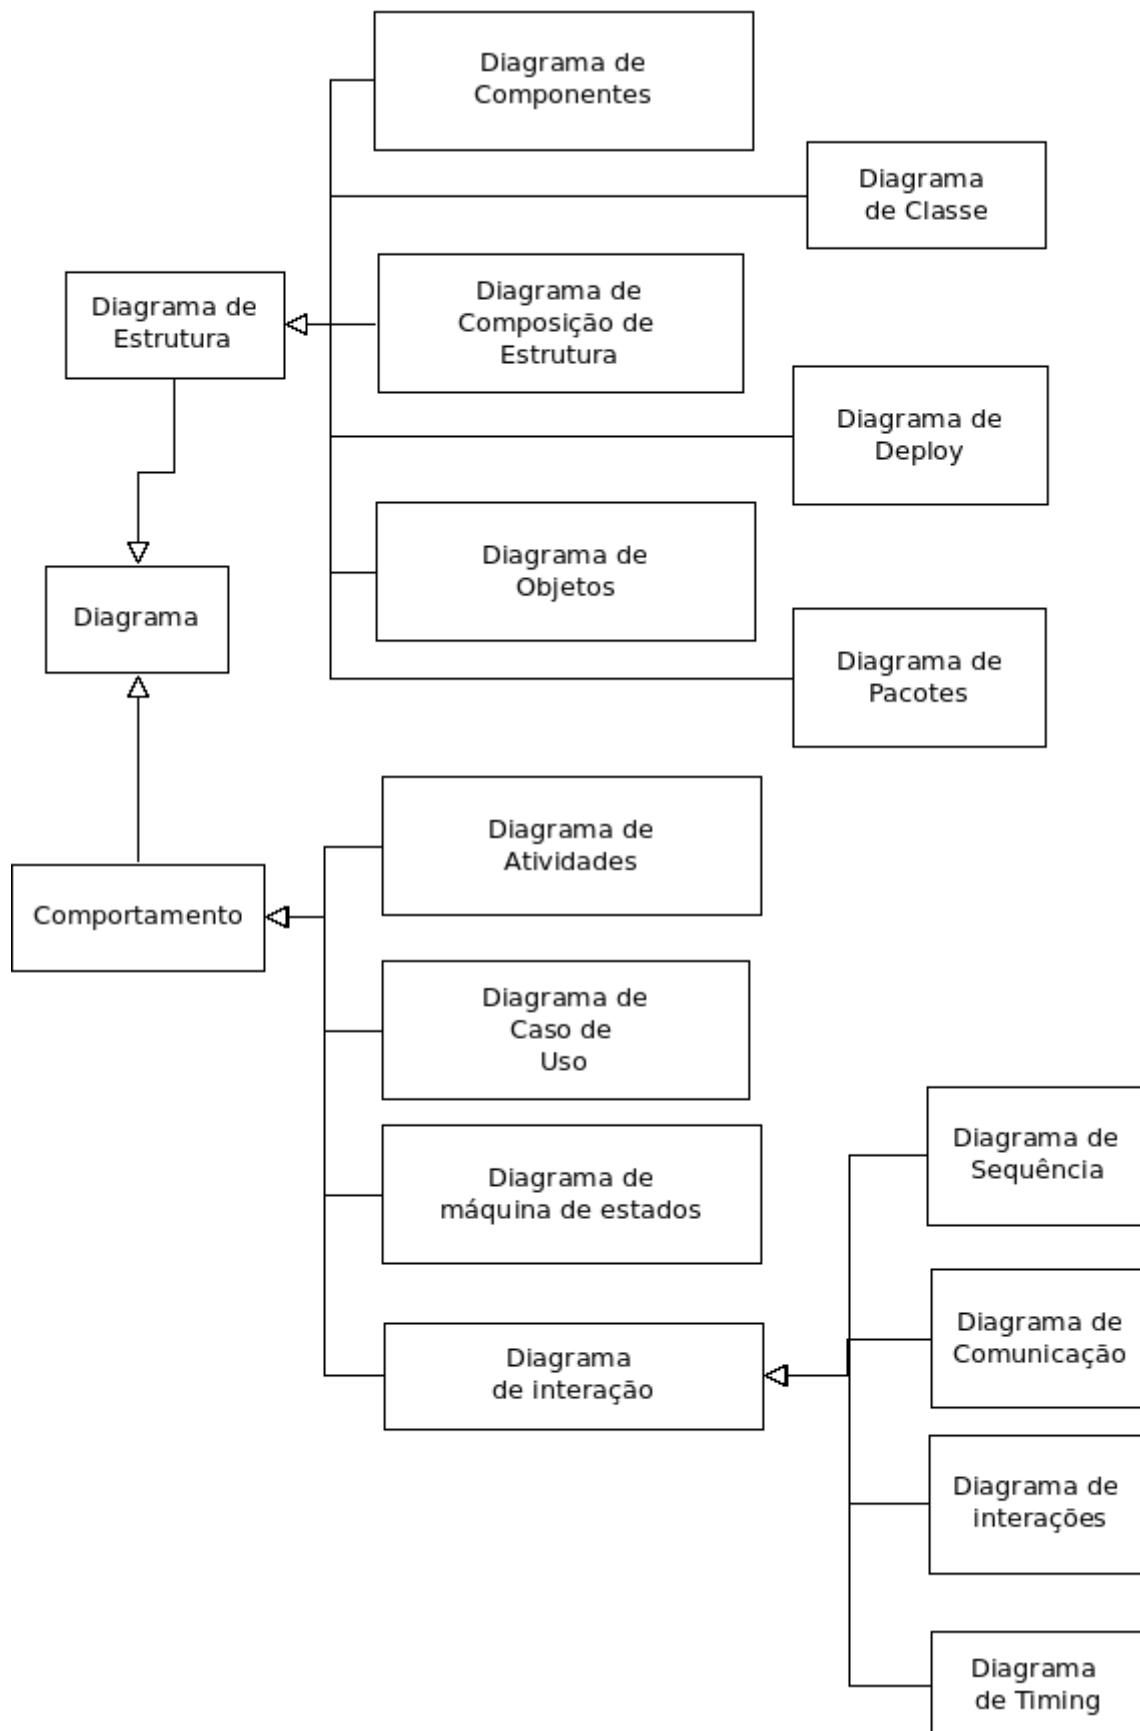 Diagrama de
Componentes
Diagrama
de Classe
Diagrama de
Estrutura
Diagrama de
Composição de
Estrutura
Diagrama de
Deploy
Diagrama de
Objetos
Diagrama
Diagrama de
Pacotes
Diagrama de
Atividades
Comportamento
Diagrama de
Caso de
Uso
Diagrama de
Sequência
Diagrama de
máquina de estados
Diagrama de
Comunicação
Diagrama
de interação
Diagrama de
interações
Diagrama
de Timing